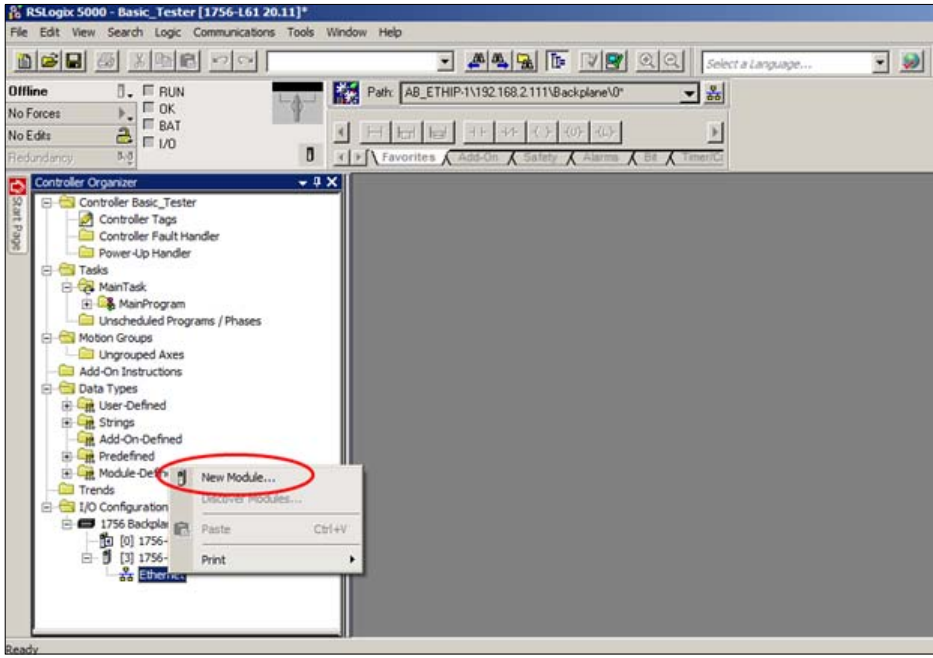 RSLogix 5000 - Basic_Tester [1756-L61 20.11]*
File Edit View Search Logic Communications Tools Window Help
Select a Language...
Offline
RUN
No Forces
OK
No Edits
BAT
Redundancy
I/O
Path: AB_ETHIP-1\192.168.2.111\Backplane\0*
Favorites Add-On Safety Alarms Bit
Start Page
Controller Organizer
Controller Basic_Tester
Controller Tags
Controller Fault Handler
Power-Up Handler
Tasks
MainTask
MainProgram
Unscheduled Programs / Phases
Motion Groups
Ungrouped Axes
Add-On Instructions
Data Types
User-Defined
Strings
Add-On-Defined
Predefined
Module-Def
Trends
I/O Configuration
1756 Backpla
[0] 1756-
[3] 1756-
Ethernet
New Module...
Discover Modules...
Paste Ctrl+V
Print
Ready